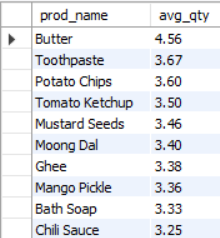 prod_name avg_qty
Butter 4.56
Toothpaste 3.67
Potato Chips 3.60
Tomato Ketchup 3.50
Mustard Seeds 3.46
Moong Dal 3.40
Ghee 3.38
Mango Pickle 3.36
Bath Soap 3.33
Chili Sauce 3.25